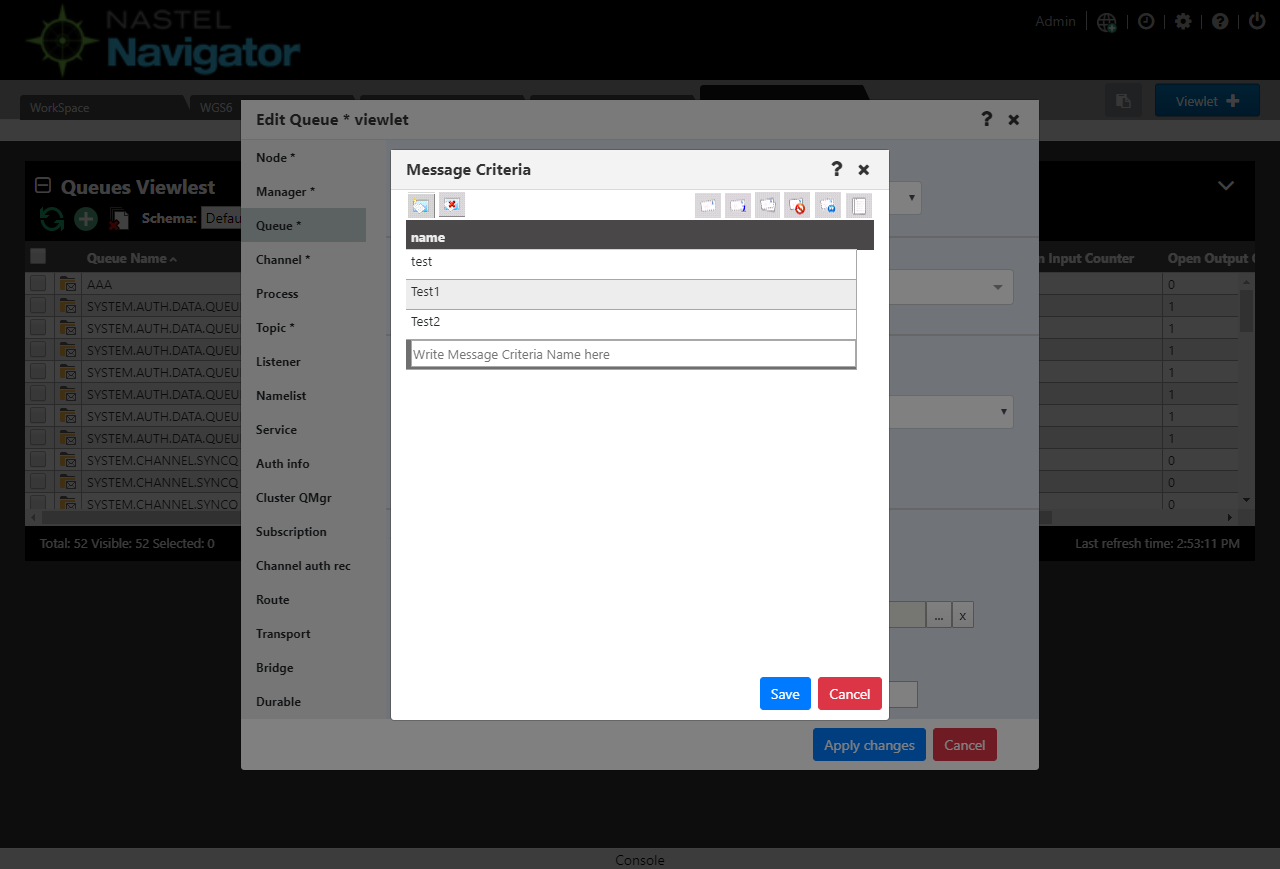 NASTEL
Navigator
Admin
WorkSpace
WGS6
Viewlet
Edit Queue * viewlet
Node *
Manager *
Queue *
Channel *
Process
Topic *
Listener
Namelist
Service
Auth info
Cluster QMgr
Subscription
Channel auth rec
Route
Transport
Bridge
Durable
Message Criteria
name
test
Test1
Test2
Write Message Criteria Name here
Save
Cancel
...
x
Apply changes
Cancel
Queues Viewlest
Schema:
Defau
Queue Name
Input Counter
Open Output
AAA
0
SYSTEM.AUTH.DATA.QUEU
1
SYSTEM.AUTH.DATA.QUEU
1
SYSTEM.AUTH.DATA.QUEU
1
SYSTEM.AUTH.DATA.QUEU
1
SYSTEM.AUTH.DATA.QUEU
1
SYSTEM.AUTH.DATA.QUEU
1
SYSTEM.AUTH.DATA.QUEU
1
SYSTEM.CHANNEL.SYNCQ
0
SYSTEM.CHANNEL.SYNCQ
0
SYSTEM.CHANNEL.SYNCQ
0
Total: 52 Visible: 52 Selected: 0
Last refresh time: 2:53:11 PM
Console